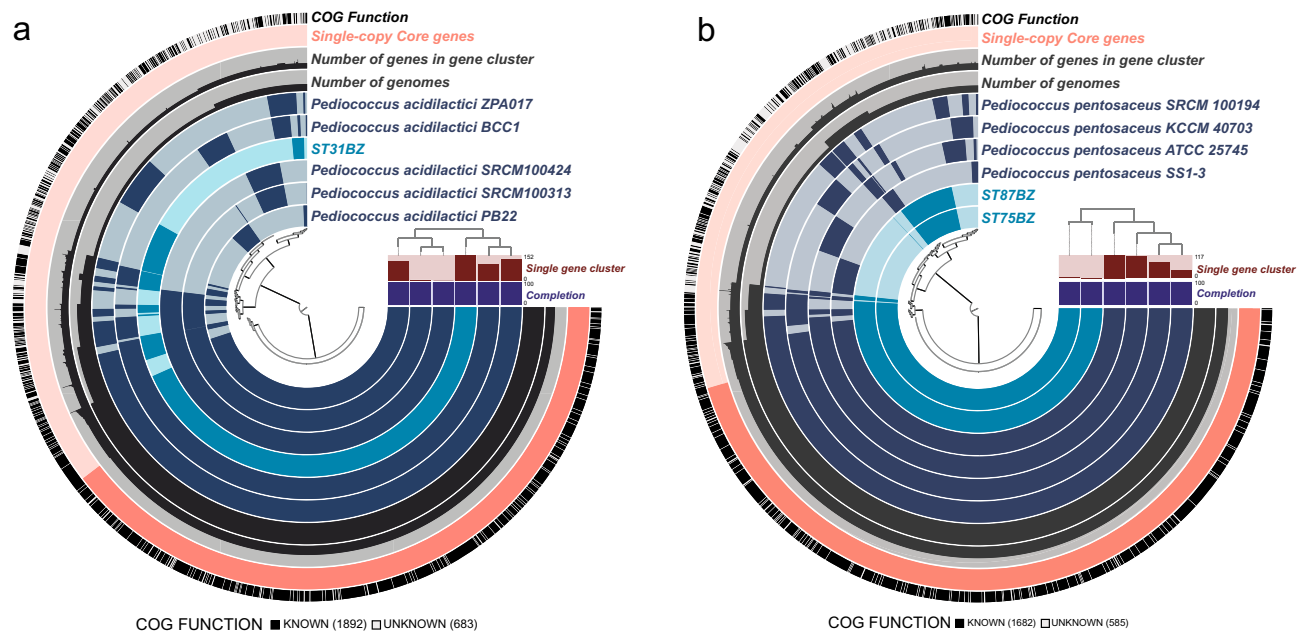 a
COG Function
Single-copy Core genes
Number of genes in gene cluster
Number of genomes
Pediococcus acidilactici ZPA017
Pediococcus acidilactici BCC1
ST31BZ
Pediococcus acidilactici SRCM100424
Pediococcus acidilactici SRCM100313
Pediococcus acidilactici PB22
152
Single gene cluster
0
100
Completion
0
COG FUNCTION KNOWN (1892) UNKNOWN (683)
b
COG Function
Single-copy Core genes
Number of genes in gene cluster
Number of genomes
Pediococcus pentosaceus SRCM 100194
Pediococcus pentosaceus KCCM 40703
Pediococcus pentosaceus ATCC 25745
Pediococcus pentosaceus SS1-3
ST87BZ
ST75BZ
117
Single gene cluster
0
100
Completion
0
COG FUNCTION KNOWN (1682) UNKNOWN (585)